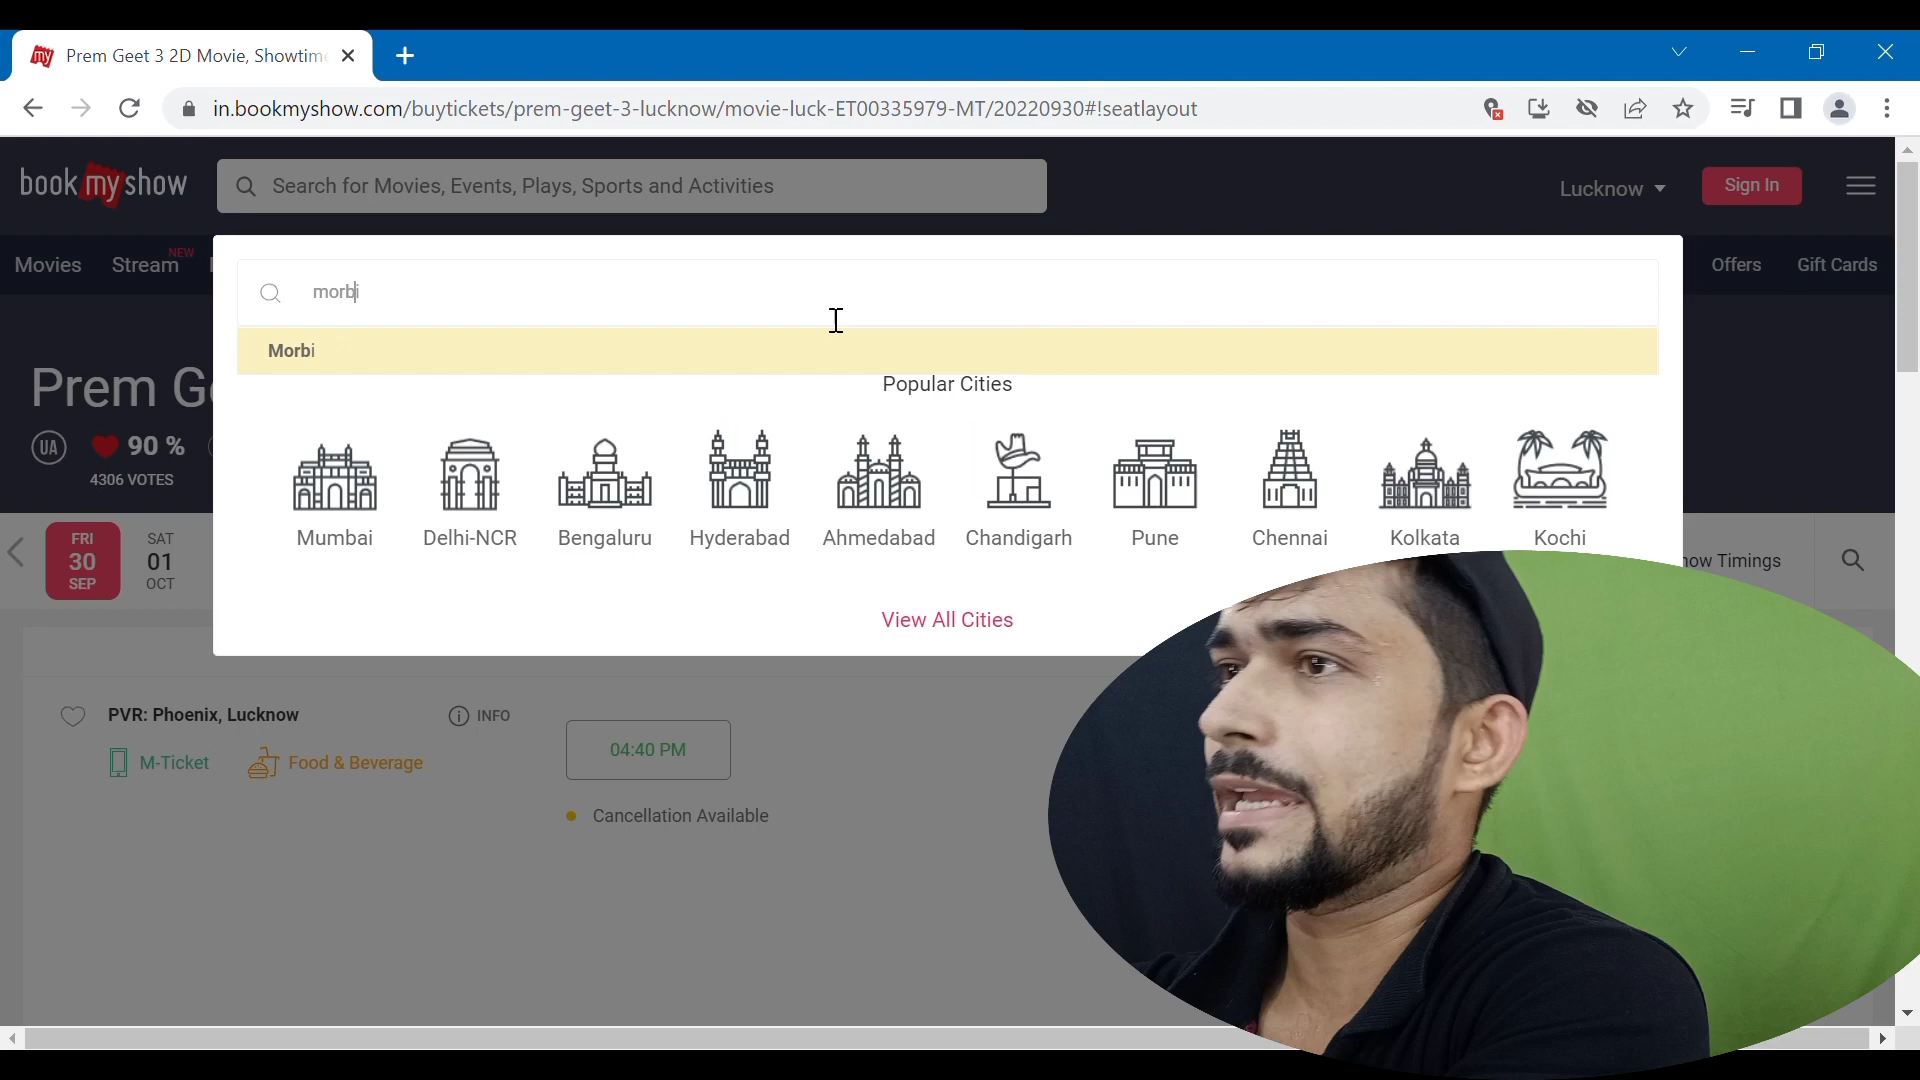 my Prem Geet 3 2D Movie, Showtim
in.bookmyshow.com/buytickets/prem-geet-3-lucknow/movie-luck-ET00335979-MT/20220930#!seatlayout
book my show
Search for Movies, Events, Plays, Sports and Activities
Lucknow
Sign In
Movies
Stream
NEW
Offers
Gift Cards
morbi
Morbi
Popular Cities
Prem G
UA
90 %
4306 VOTES
Mumbai
Delhi-NCR
Bengaluru
Hyderabad
Ahmedabad
Chandigarh
Pune
Chennai
Kolkata
Kochi
FRI
30
SEP
SAT
01
OCT
ow Timings
View All Cities
PVR: Phoenix, Lucknow
INFO
M-Ticket
Food & Beverage
04:40 PM
Cancellation Available